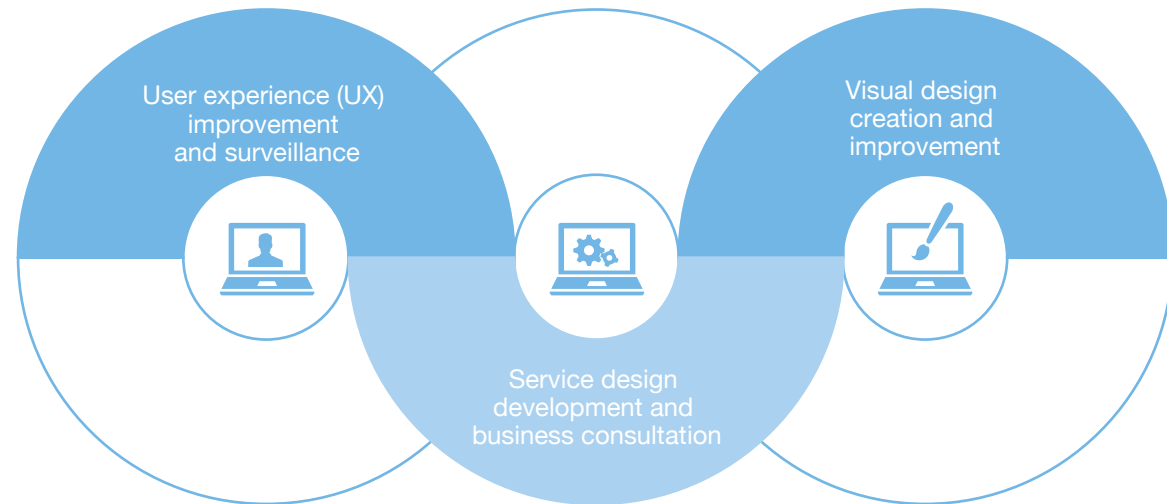 User experience (UX)
improvement
and surveillance
Service design
development and
business consultation
Visual design
creation and
improvement